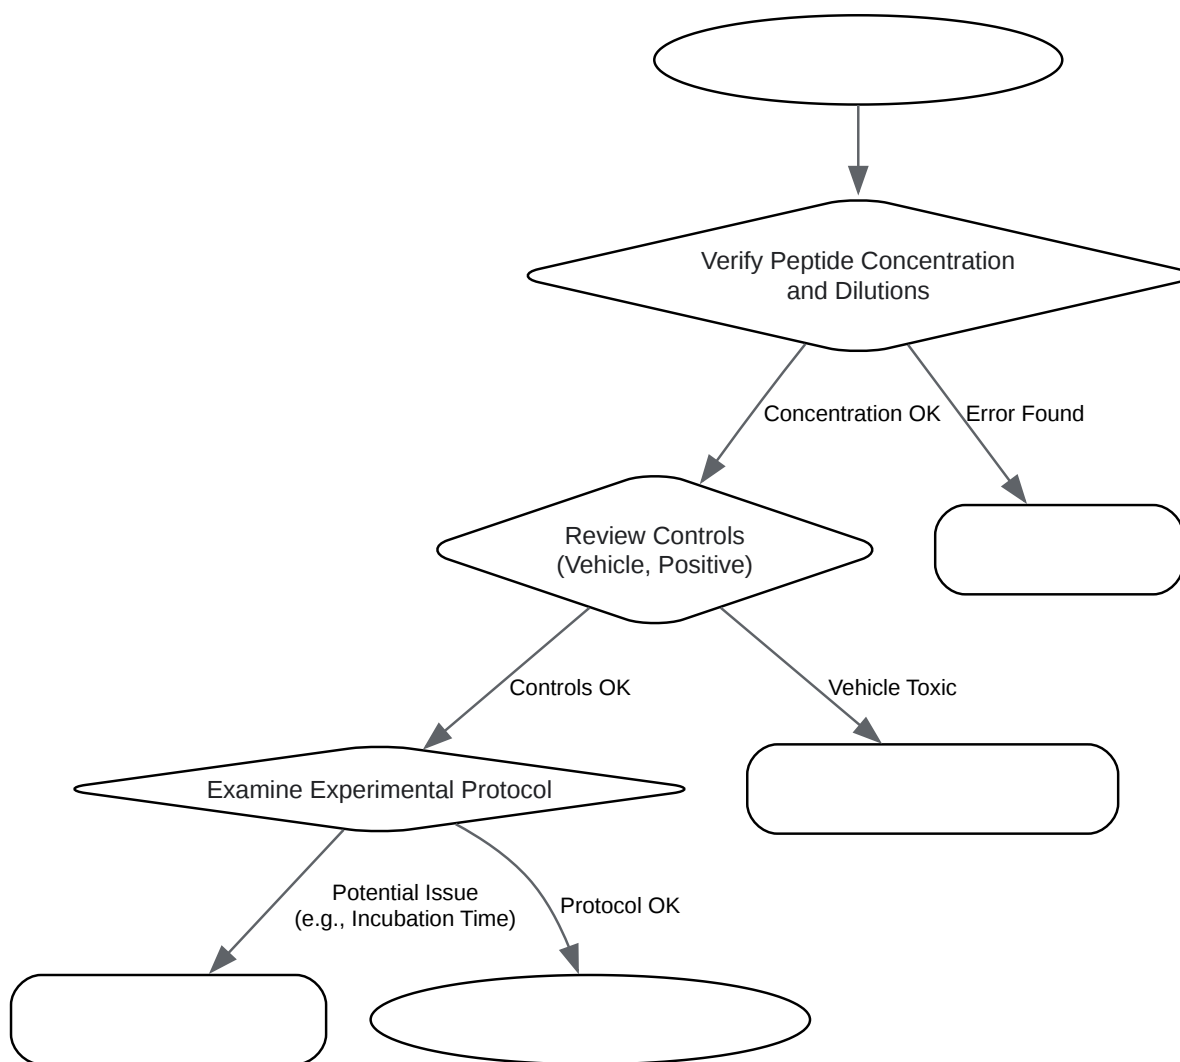 Verify Peptide Concentration
and Dilutions
Concentration OK
Error Found
Review Controls
(Vehicle, Positive)
Controls OK
Vehicle Toxic
Examine Experimental Protocol
Potential Issue
(e.g., Incubation Time)
Protocol OK